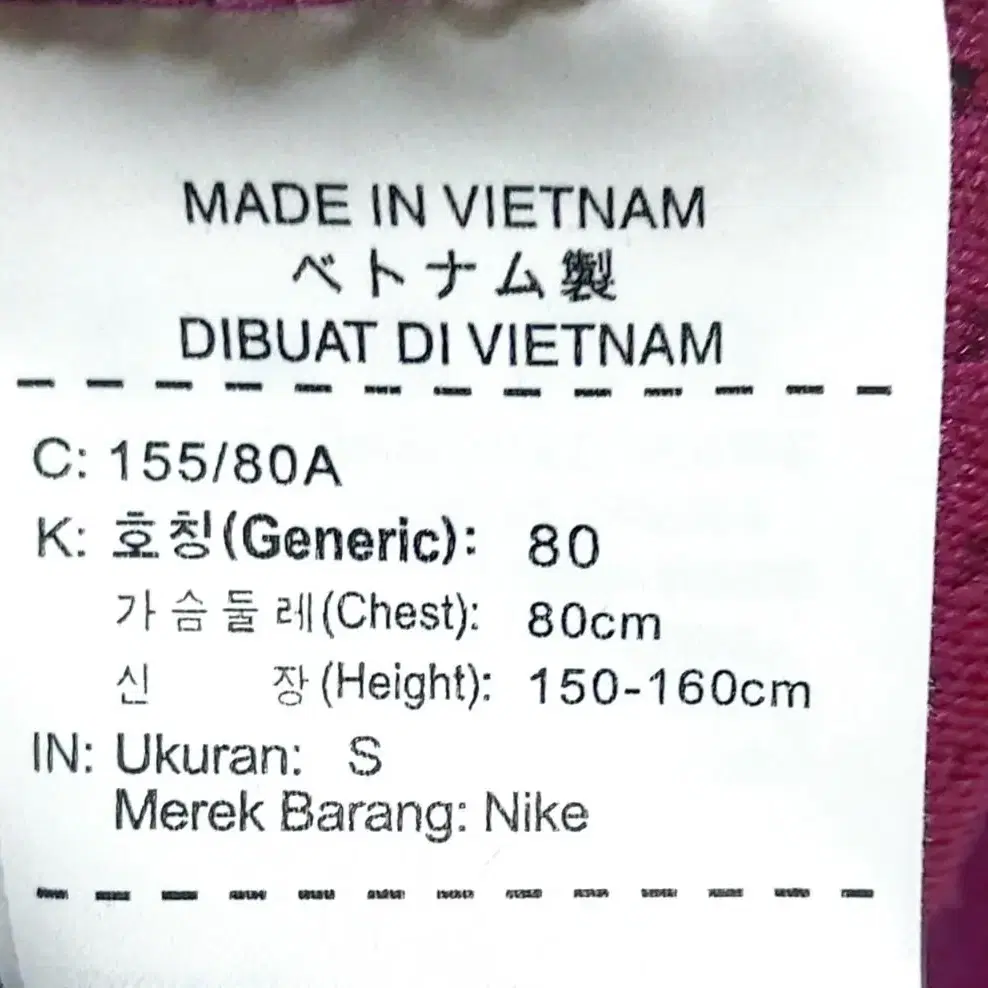 MADE IN VIETNAM
ベトナム製
DIBUAT DI VIETNAM
C: 155/80A
K: 호칭(Generic): 80
가슴둘레(Chest): 80cm
신 장(Height): 150-160cm
IN: Ukuran: S
Merek Barang: Nike